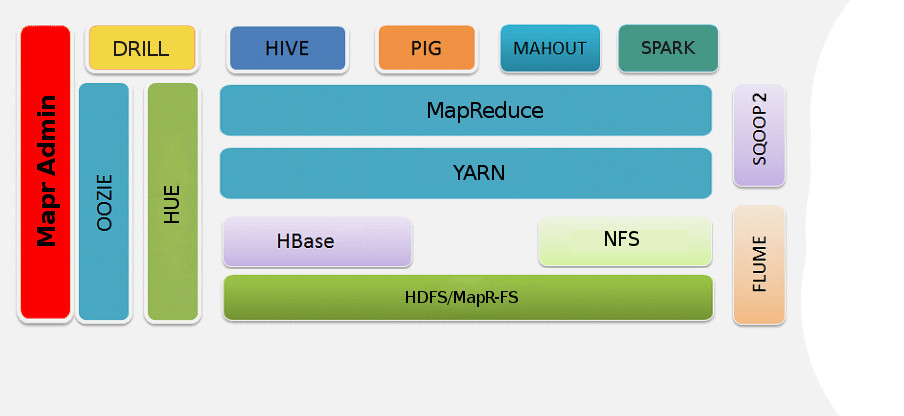 Mapr Admin
DRILL
HIVE
PIG
MAHOUT
SPARK
OOZIE
HUE
MapReduce
SQOOP 2
YARN
HBase
NFS
FLUME
HDFS/MapR-FS